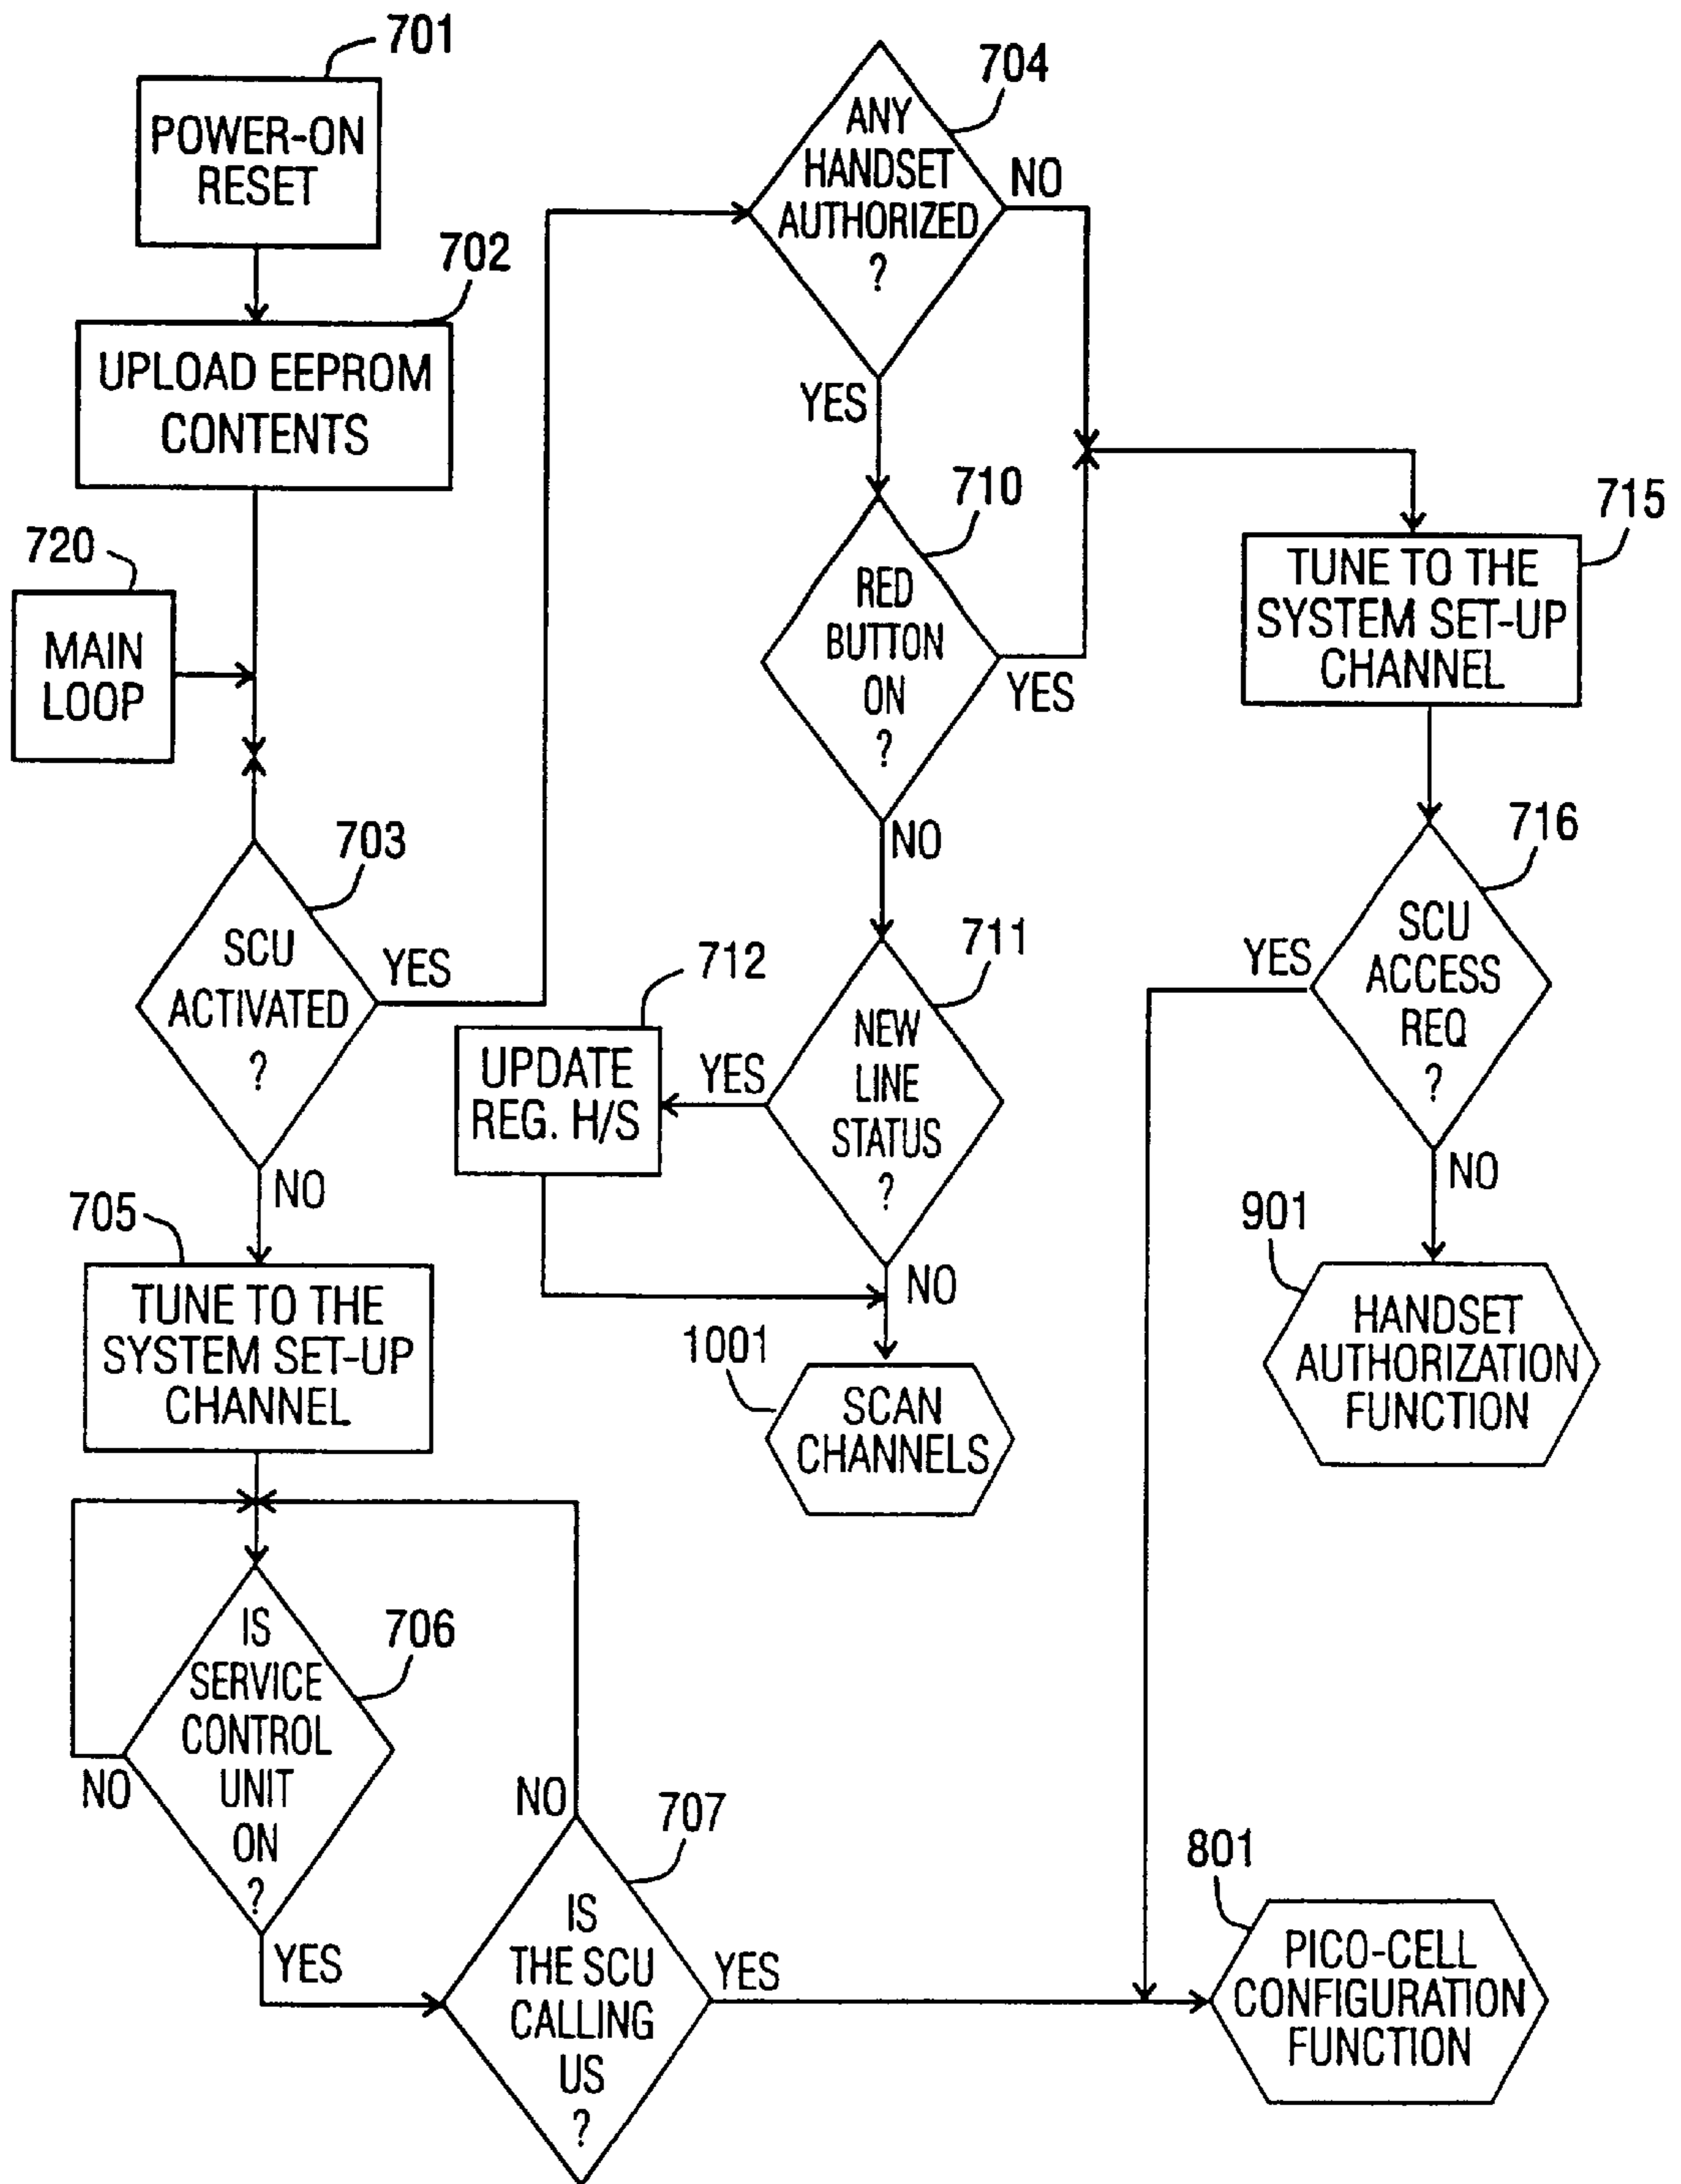 701
POWER-ON
RESET
702
UPLOAD EEPROM
CONTENTS
720
MAIN
LOOP
703
SCU
ACTIVATED
?
YES
NO
705
TUNE TO THE
SYSTEM SET-UP
CHANNEL
706
IS
SERVICE
CONTROL
UNIT
ON
?
NO
YES
707
IS
THE SCU
CALLING
US
?
NO
YES
704
ANY
HANDSET
AUTHORIZED
?
NO
YES
710
RED
BUTTON
ON
?
YES
NO
711
NEW
LINE
STATUS
?
YES
NO
712
UPDATE
REG. H/S
1001
SCAN
CHANNELS
715
TUNE TO THE
SYSTEM SET-UP
CHANNEL
716
SCU
ACCESS
REQ
?
YES
NO
901
HANDSET
AUTHORIZATION
FUNCTION
801
PICO-CELL
CONFIGURATION
FUNCTION